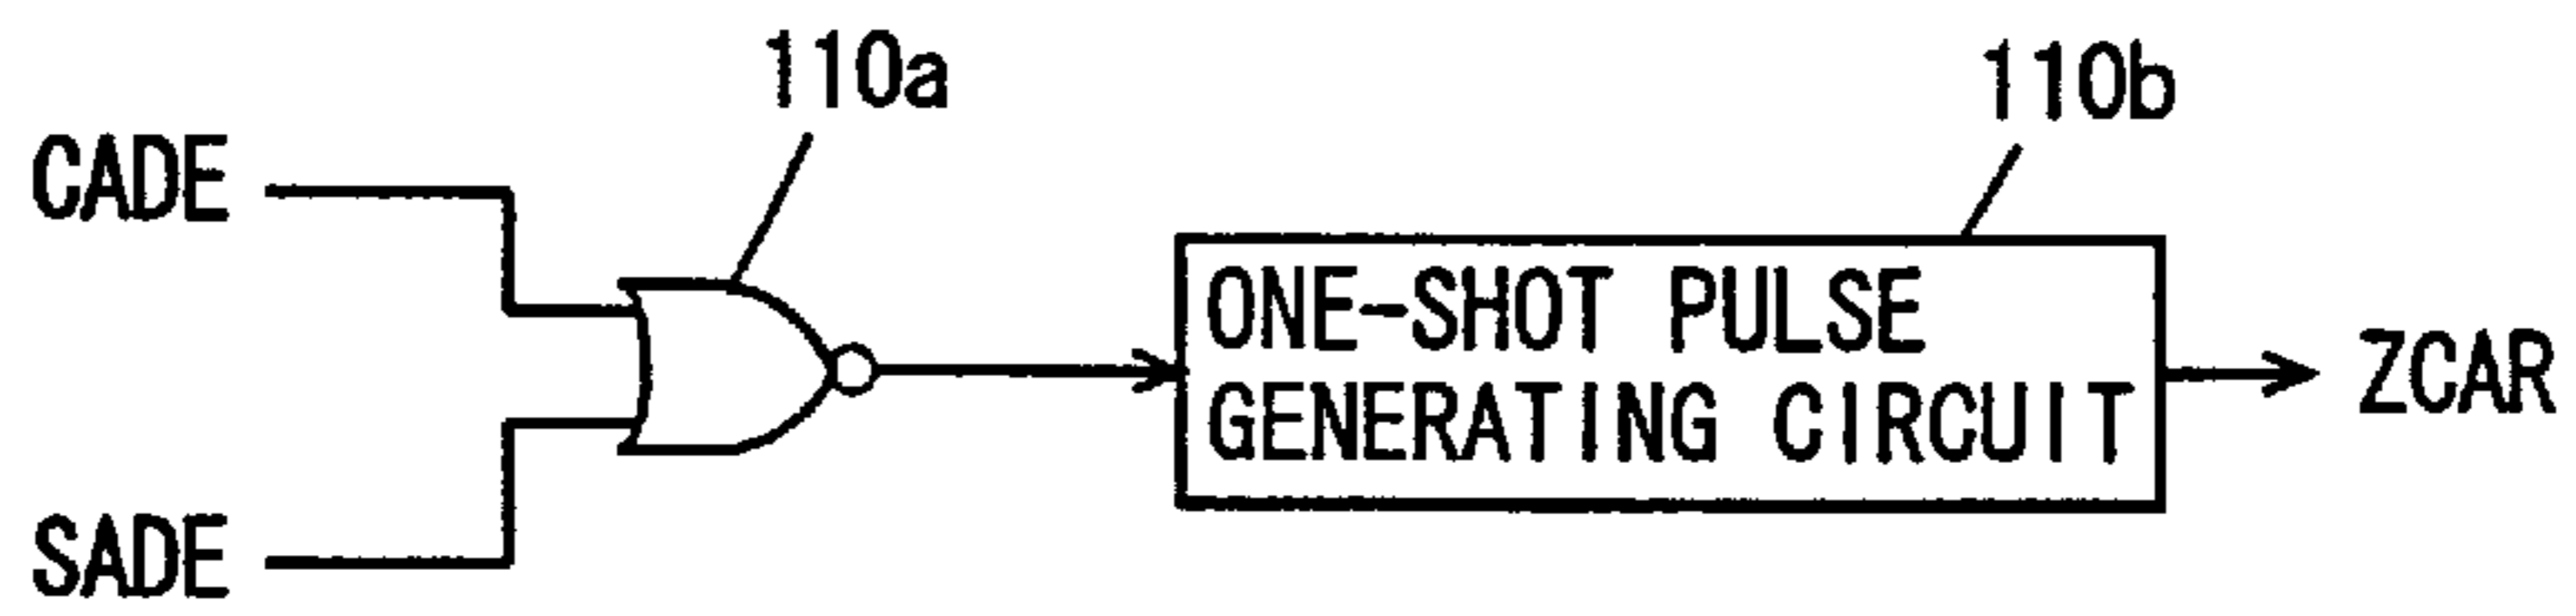 110a
110b
CADE
ONE-SHOT PULSE
GENERATING CIRCUIT
ZCAR
SADE